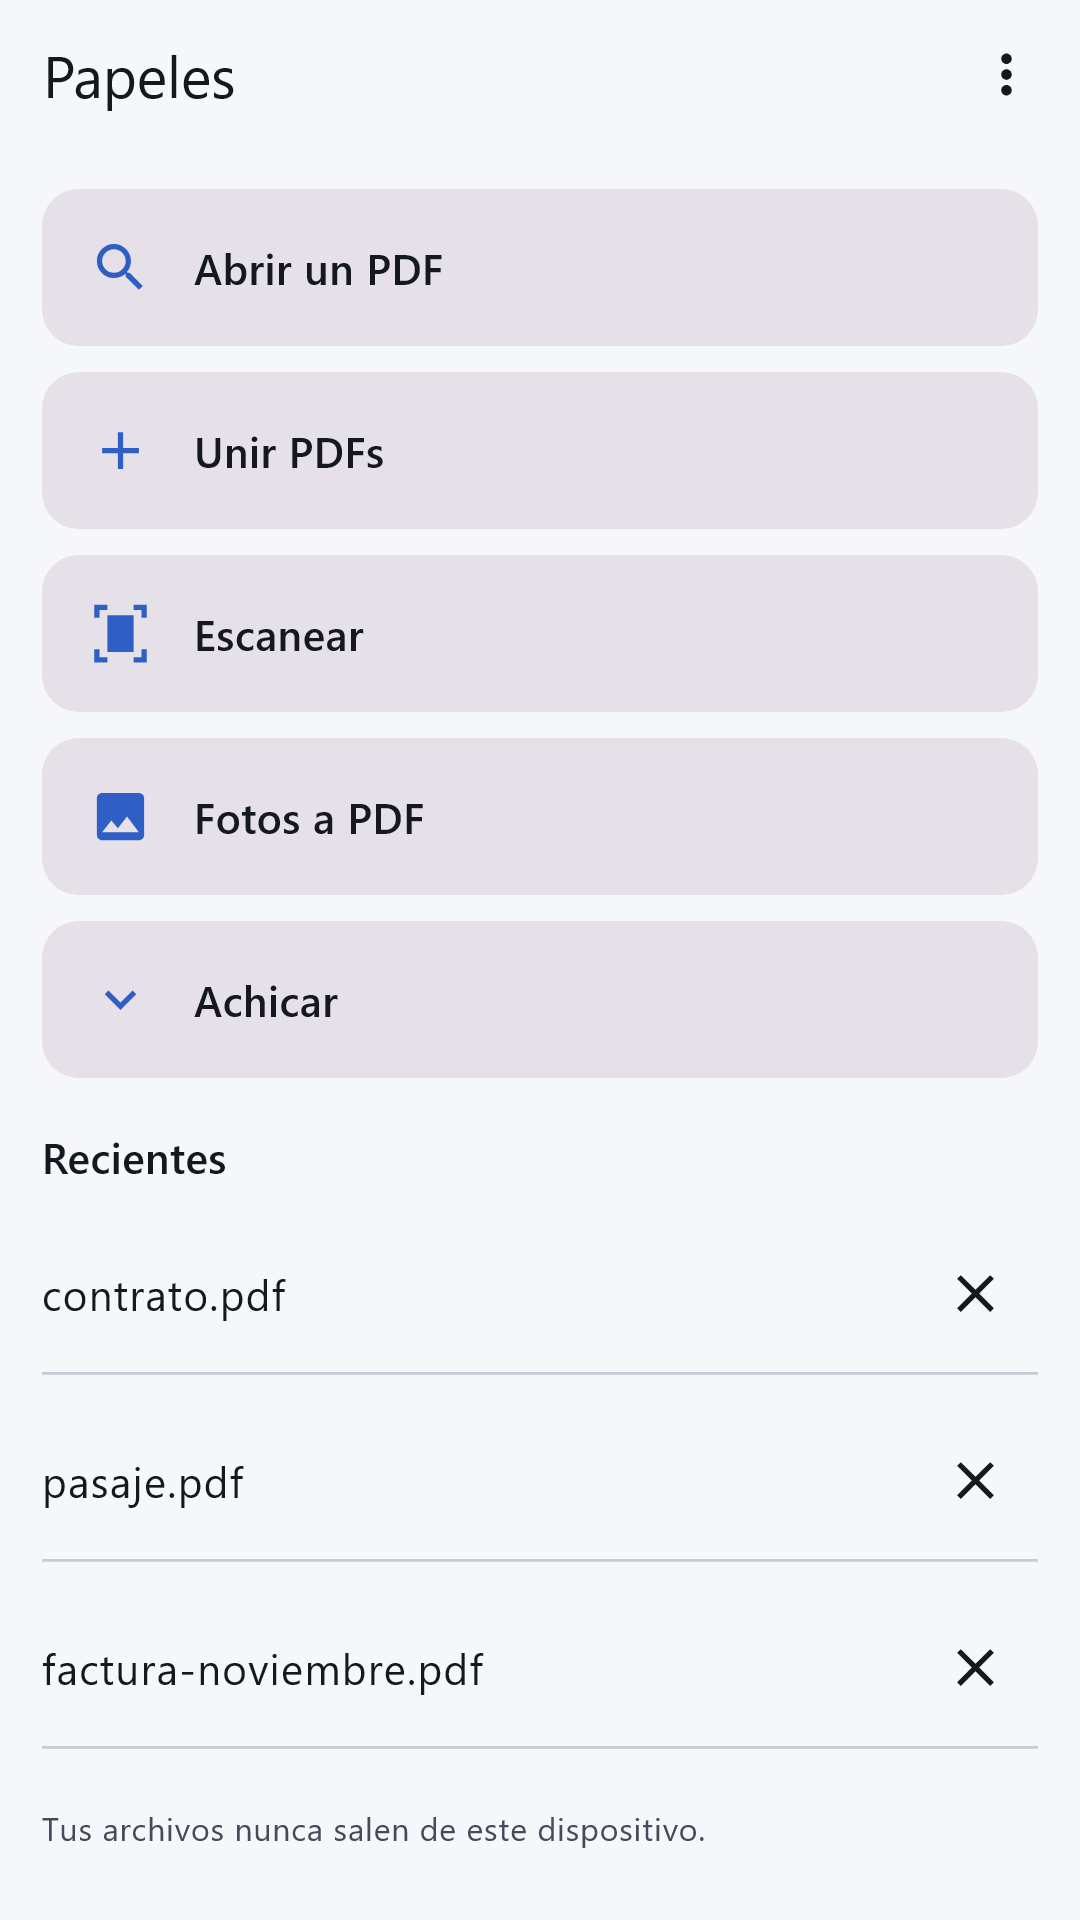 Papeles
Abrir un PDF
Unir PDFs
Escanear
Fotos a PDF
Achicar
Recientes
contrato.pdf
pasaje.pdf
factura-noviembre.pdf
Tus archivos nunca salen de este dispositivo.